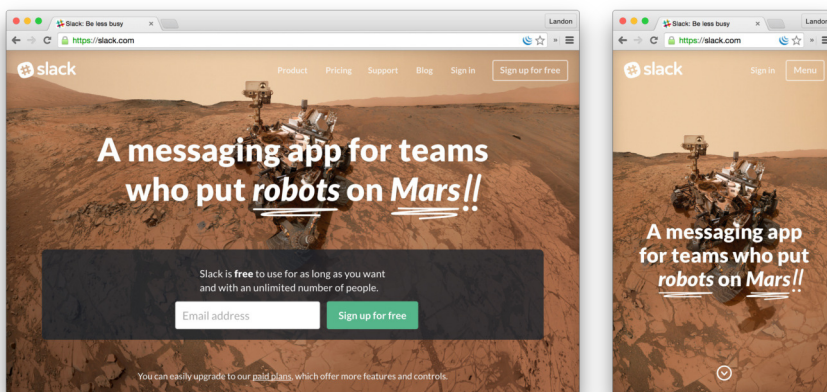 Slack: Be less busy
Landon
https://slack.com
slack
Product Pricing Support Blog Sign in Sign up for free
A messaging app for teams
who put robots on Mars!!
Slack is free to use for as long as you want
and with an unlimited number of people.
Email address
Sign up for free
You can easily upgrade to our paid plans, which offer more features and controls.
Slack: Be less busy
Landon
https://slack.com
slack
Sign in Menu
A messaging app
for teams who put
robots on Mars!!